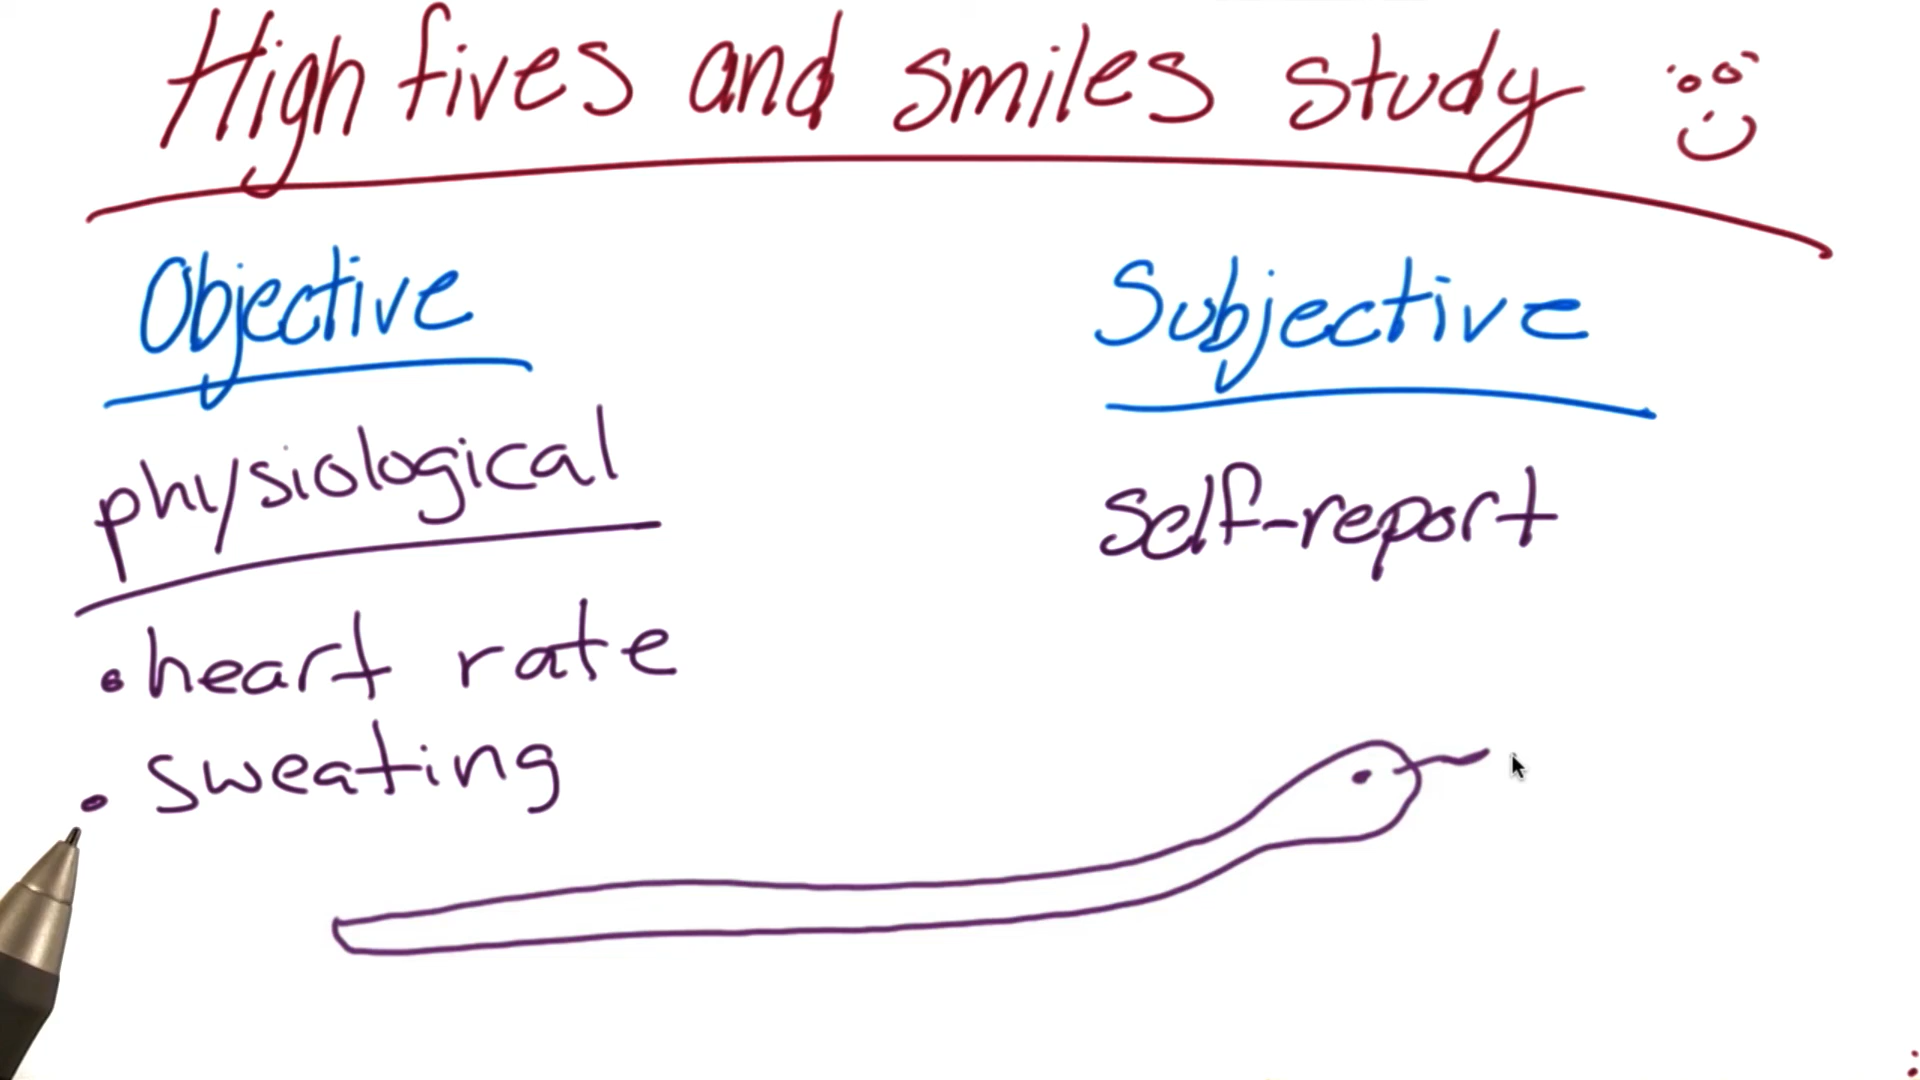 High fives and smiles study
Objective
Subjective
physiological
self-report
• heart rate
• sweating